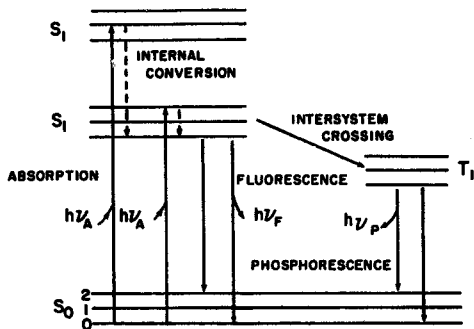 S₁
INTERNAL
CONVERSION
S₁
INTERSYSTEM
CROSSING
T₁
ABSORPTION
FLUORESCENCE
hνA
hνA
hνF
hνP
PHOSPHORESCENCE
S₀
2
1
0